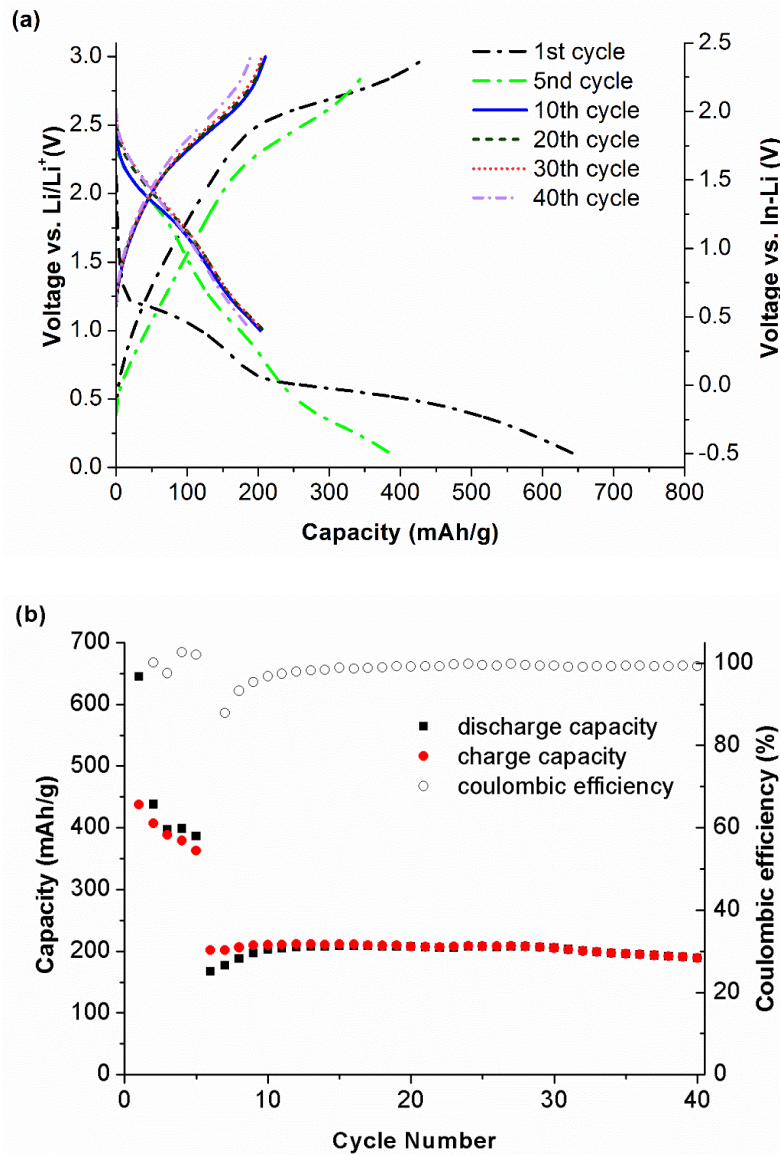 (a)
3.0
2.5
2.0
1.5
1.0
0.5
0.0
Voltage vs. Li/Li⁺(V)
1st cycle
5nd cycle
10th cycle
20th cycle
30th cycle
40th cycle
2.5
2.0
1.5
1.0
0.5
0.0
-0.5
Voltage vs. In-Li (V)
0 100 200 300 400 500 600 700 800
Capacity (mAh/g)
(b)
700
600
500
400
300
200
100
0
Capacity (mAh/g)
discharge capacity
charge capacity
coulombic efficiency
100
80
60
40
20
0
Coulombic efficiency (%)
0 10 20 30 40
Cycle Number